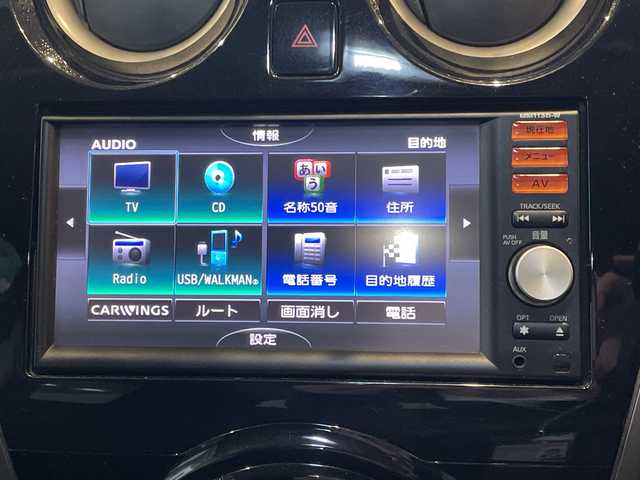 MM113D-W
情報
AUDIO
目的地
現在地
メニュー
AV
TV
CD
あいう
名称50音
住所
TRACK/SEEK
音量
PUSH
AV OFF
Radio
USB/WALKMAN®
電話番号
目的地履歴
CARWINGS
ルート
画面消し
電話
設定
OPT
OPEN
AUX